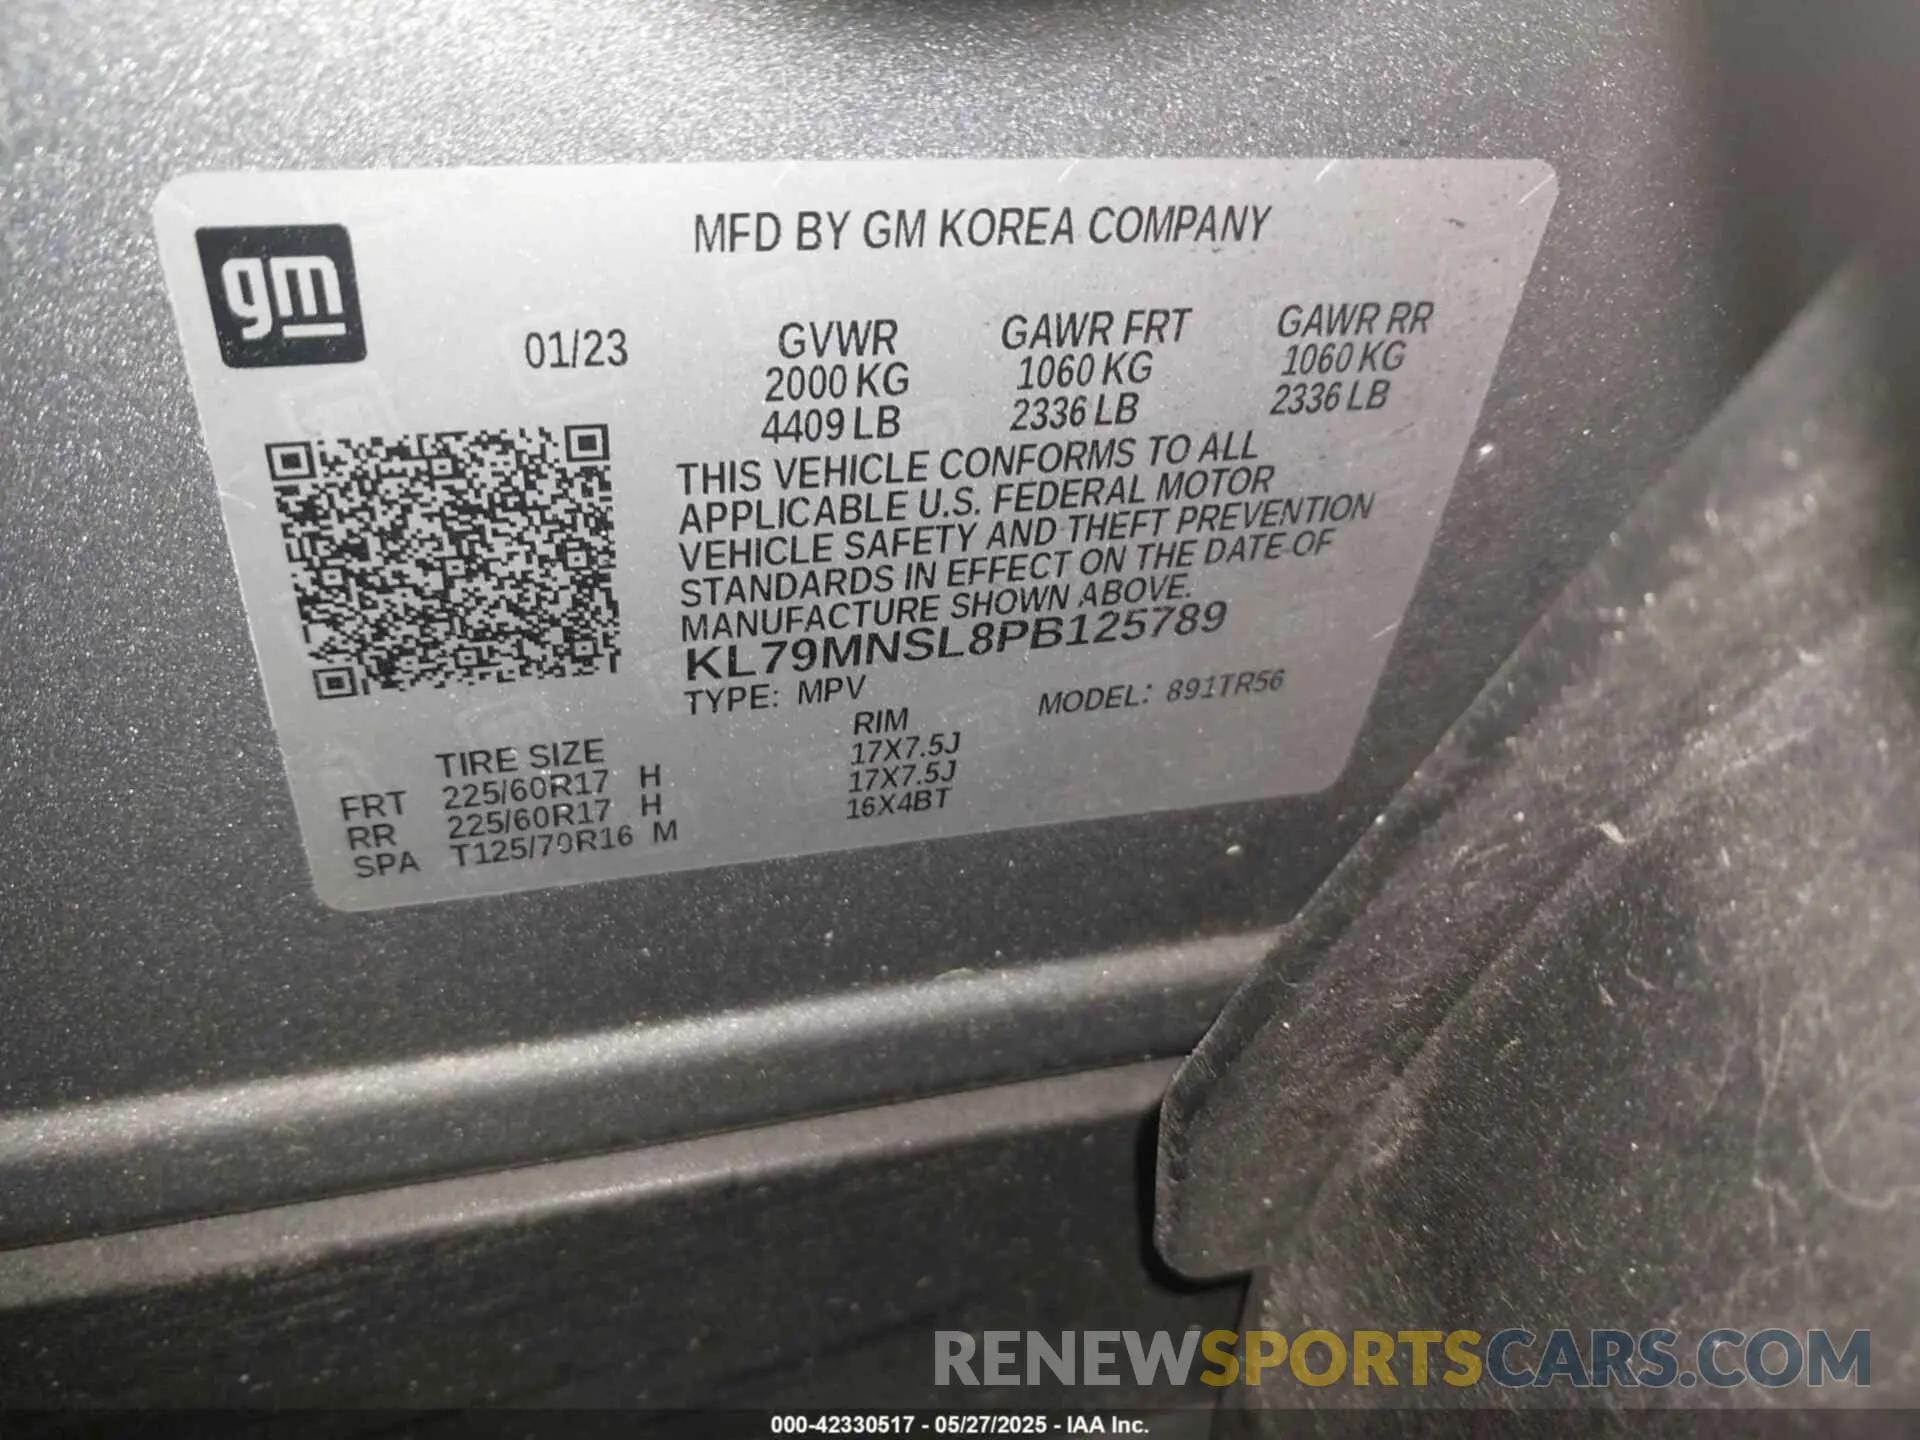 gm
MFD BY GM KOREA COMPANY
01/23 GVWR GAWR FRT GAWR RR
2000 KG 1060 KG 1060 KG
4409 LB 2336 LB 2336 LB
THIS VEHICLE CONFORMS TO ALL
APPLICABLE U.S. FEDERAL MOTOR
VEHICLE SAFETY AND THEFT PREVENTION
STANDARDS IN EFFECT ON THE DATE OF
MANUFACTURE SHOWN ABOVE.
KL79MNSL8PB125789
TYPE: MPV MODEL: 891TR56
TIRE SIZE RIM
FRT 225/60R17 H 17X7.5J
RR 225/60R17 H 17X7.5J
SPA T125/70R16 M 16X4BT
RENEWSPORTSCARS.COM
000-42330517 - 05/27/2025 - IAA Inc.